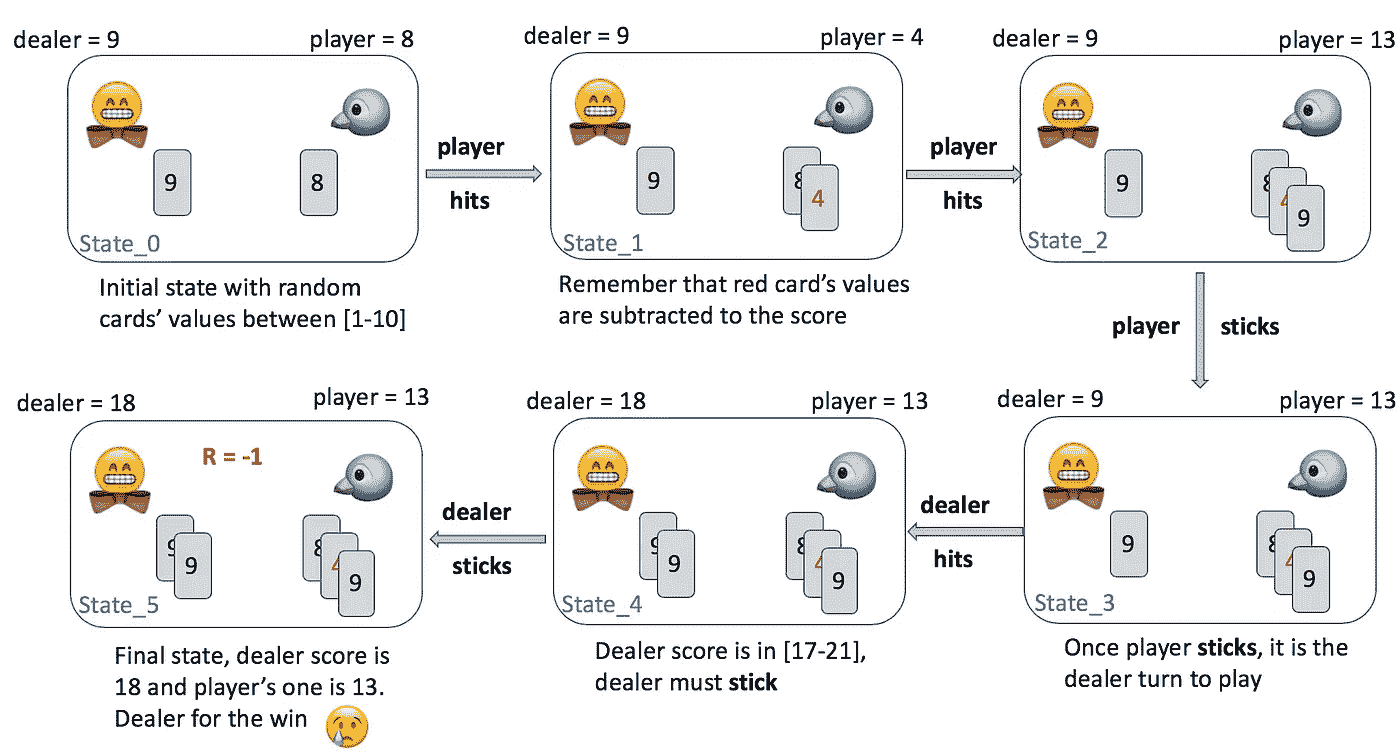 dealer = 9
player = 8
9
8
State_0
Initial state with random
cards’ values between [1-10]
player
hits
dealer = 9
player = 4
9
8
4
State_1
Remember that red card’s values
are subtracted to the score
player
hits
dealer = 9
player = 13
9
8
4
9
State_2
player
sticks
dealer = 9
player = 13
9
8
4
9
State_3
Once player sticks, it is the
dealer turn to play
dealer
hits
dealer = 18
player = 13
9
9
8
4
9
State_4
Dealer score is in [17-21],
dealer must stick
dealer
sticks
dealer = 18
player = 13
R = -1
9
9
8
4
9
State_5
Final state, dealer score is
18 and player’s one is 13.
Dealer for the win